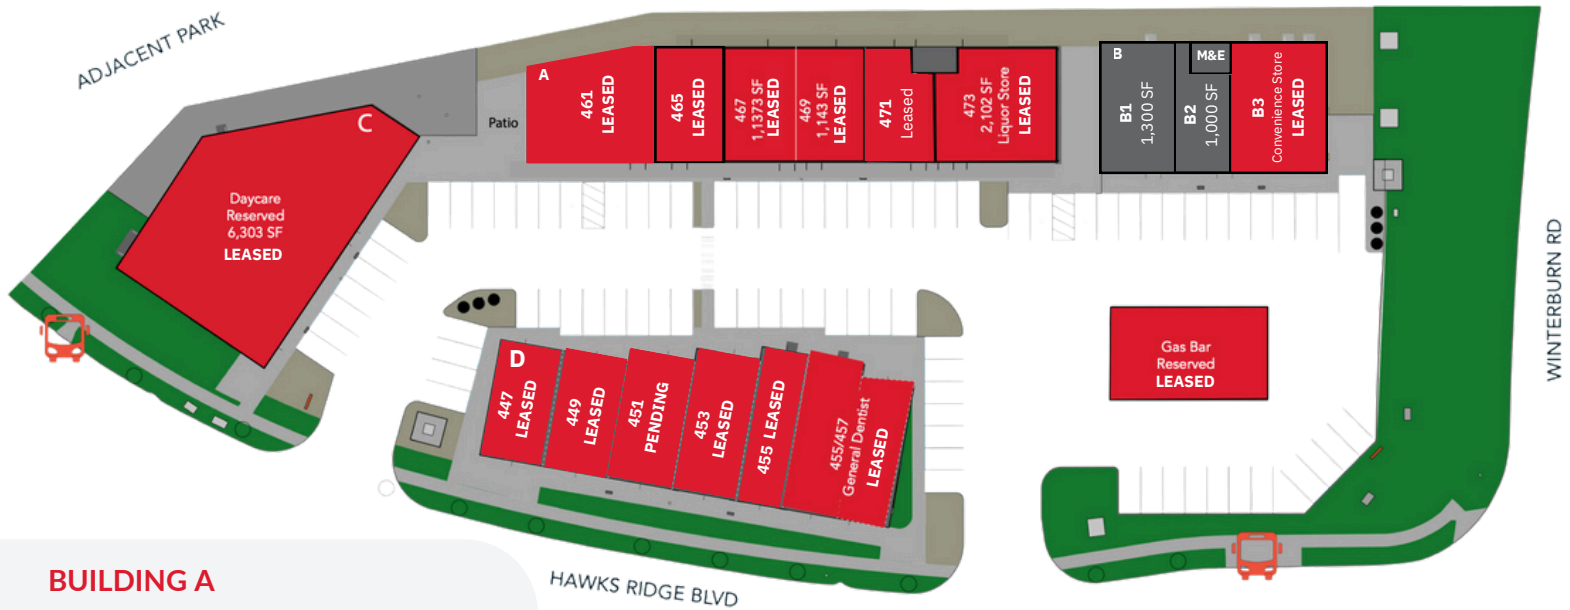 ADJACENT PARK
C
Daycare
Reserved
6,303 SF
LEASED
Patio
A
461
LEASED
465
LEASED
467
1,1373 SF
LEASED
469
1,143 SF
LEASED
471
Leased
473
2,102 SF
Liquor Store
LEASED
B
B1
1,300 SF
M&E
B2
1,000 SF
B3
Convenience Store
LEASED
WINTERBURN RD
Gas Bar
Reserved
LEASED
D
447
LEASED
449
LEASED
451
PENDING
453
LEASED
455 LEASED
455/457
General Dentist
LEASED
HAWKS RIDGE BLVD
BUILDING A